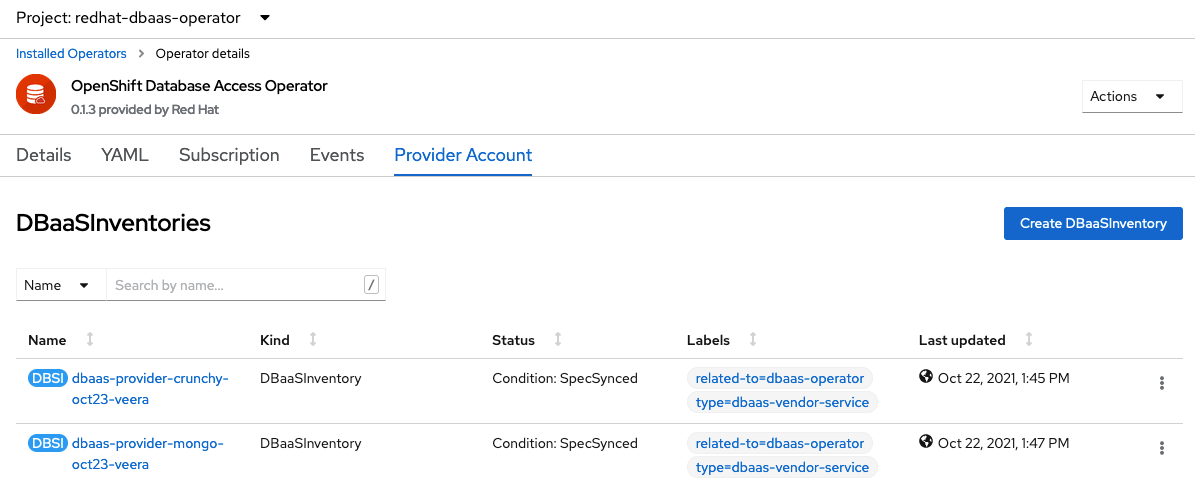 Project: redhat-dbaas-operator
Installed Operators > Operator details
OpenShift Database Access Operator
0.1.3 provided by Red Hat
Actions
Details YAML Subscription Events Provider Account
DBaaSInventories
Create DBaaSInventory
Name Search by name... /
Name Kind Status Labels Last updated
DBSI dbaas-provider-crunchy- DBaaSInventory Condition: SpecSynced related-to=dbaas-operator Oct 22, 2021, 1:45 PM
oct23-veera type=dbaas-vendor-service
DBSI dbaas-provider-mongo- DBaaSInventory Condition: SpecSynced related-to=dbaas-operator Oct 22, 2021, 1:47 PM
oct23-veera type=dbaas-vendor-service